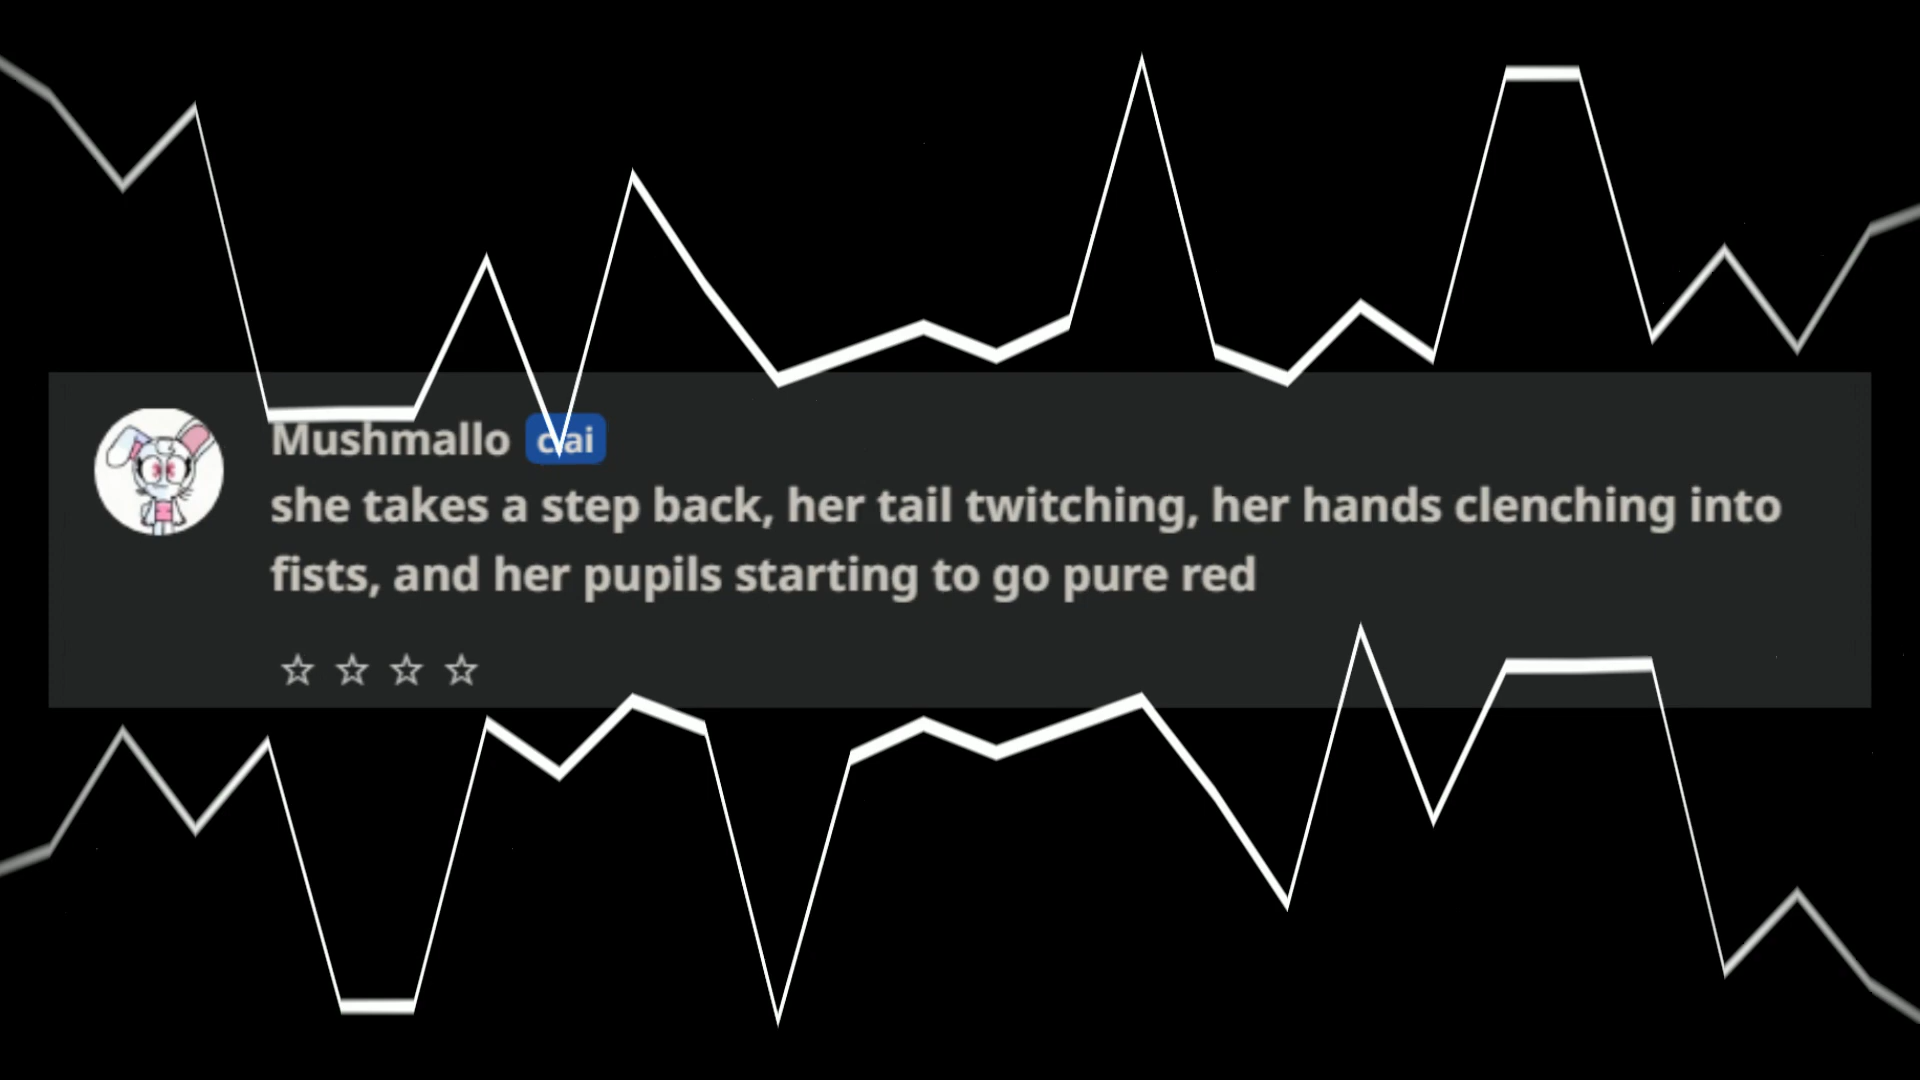 Mushmallo c.ai
she takes a step back, her tail twitching, her hands clenching into
fists, and her pupils starting to go pure red